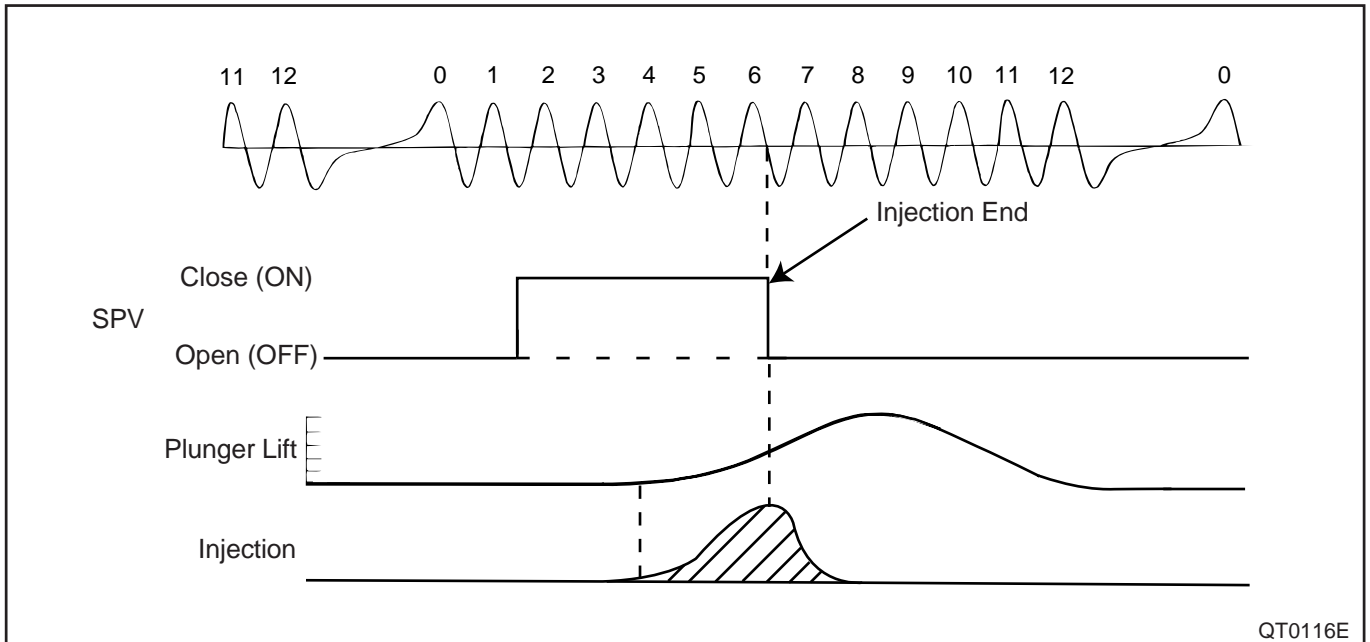 11 12 0 1 2 3 4 5 6 7 8 9 10 11 12 0
Injection End
Close (ON)
SPV
Open (OFF)
Plunger Lift
Injection
QT0116E